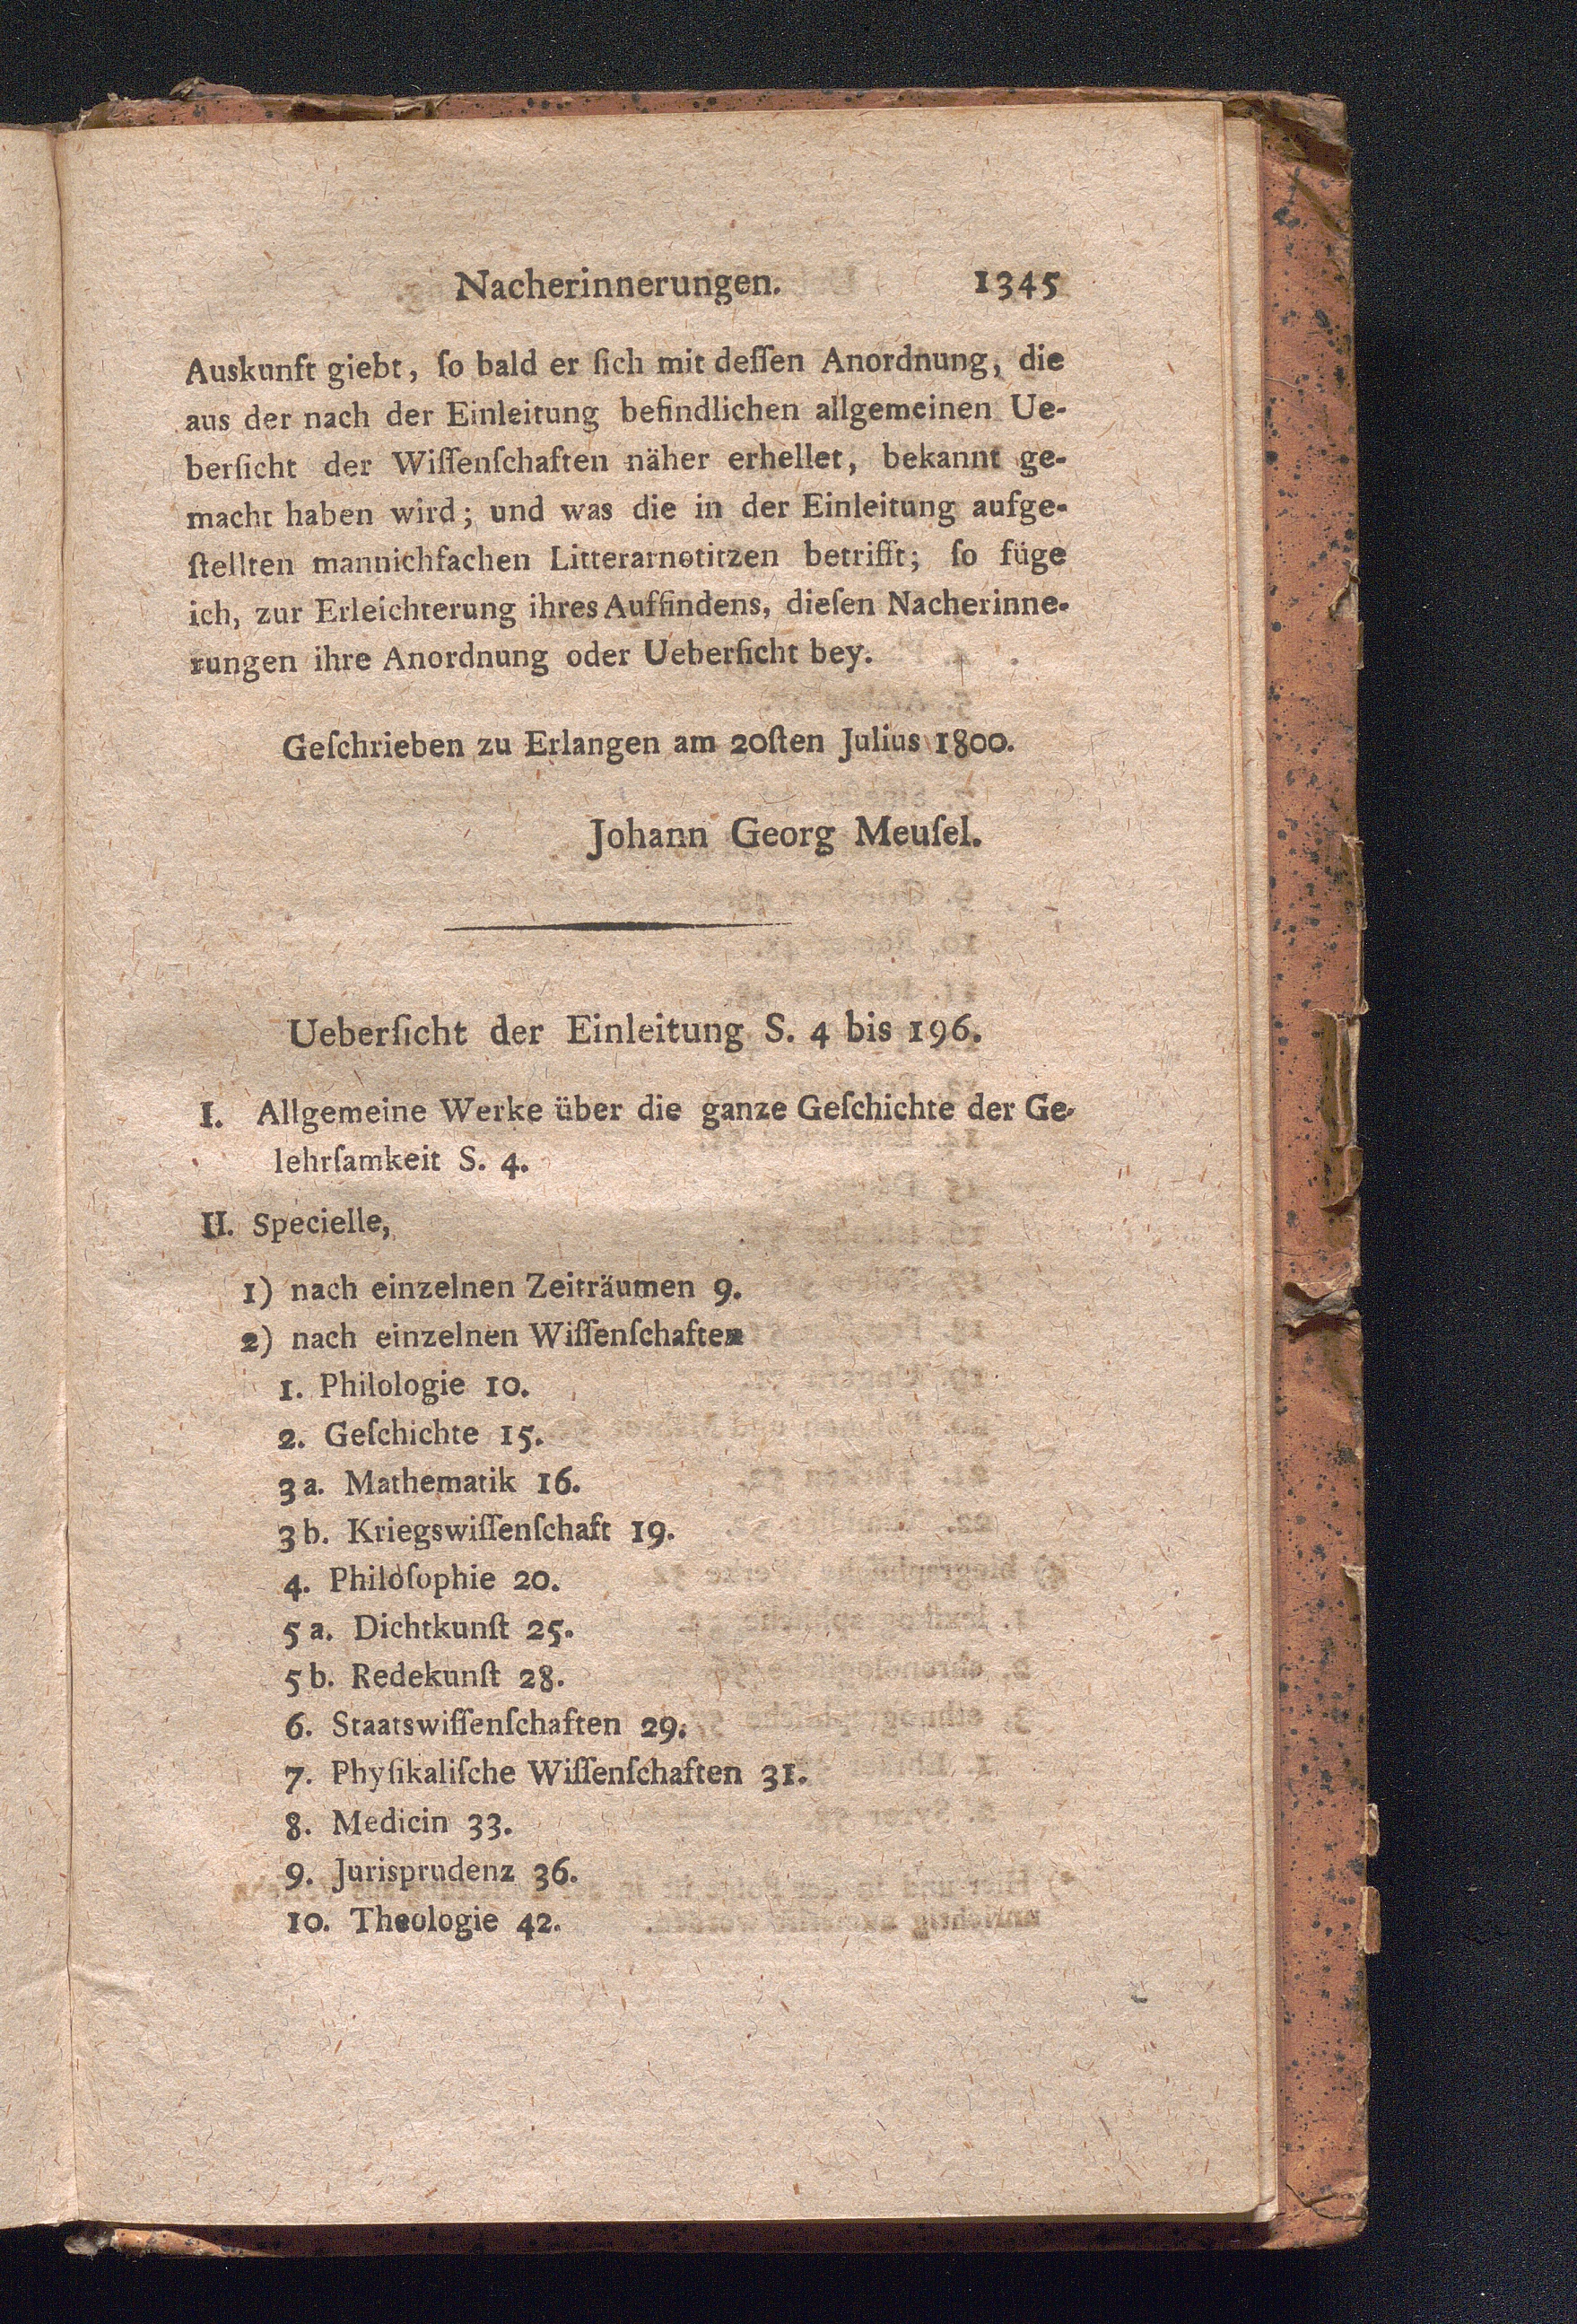 Nacherinnerungen. 1345
Auskunft giebt, ſo bald er ſich mit deſſen Anordnung, die
aus der nach der Einleitung befindlichen allgemeinen Ue-
berſicht der Wiſſenſchaften näher erhellet, bekannt ge-
macht haben wird; und was die in der Einleitung aufge-
ſtellten mannichfachen Litterarnotitzen betrifft; ſo füge
ich, zur Erleichterung ihres Auffindens, dieſen Nacherinne-
rungen ihre Anordnung oder Ueberſicht bey.
Geſchrieben zu Erlangen am 20ſten Julius 1800.
Johann Georg Meuſel.
Ueberſicht der Einleitung S. 4 bis 196.
I. Allgemeine Werke über die ganze Geſchichte der Ge-
lehrſamkeit S. 4.
II. Specielle,
1) nach einzelnen Zeiträumen 9.
2) nach einzelnen Wiſſenſchaften
1. Philologie 10.
2. Geſchichte 15.
3 a. Mathematik 16.
3 b. Kriegswiſſenſchaft 19.
4. Philoſophie 20.
5 a. Dichtkunſt 25.
5 b. Redekunſt 28.
6. Staatswiſſenſchaften 29.
7. Phyſikaliſche Wiſſenſchaften 31.
8. Medicin 33.
9. Jurisprudenz 36.
10. Theologie 42.